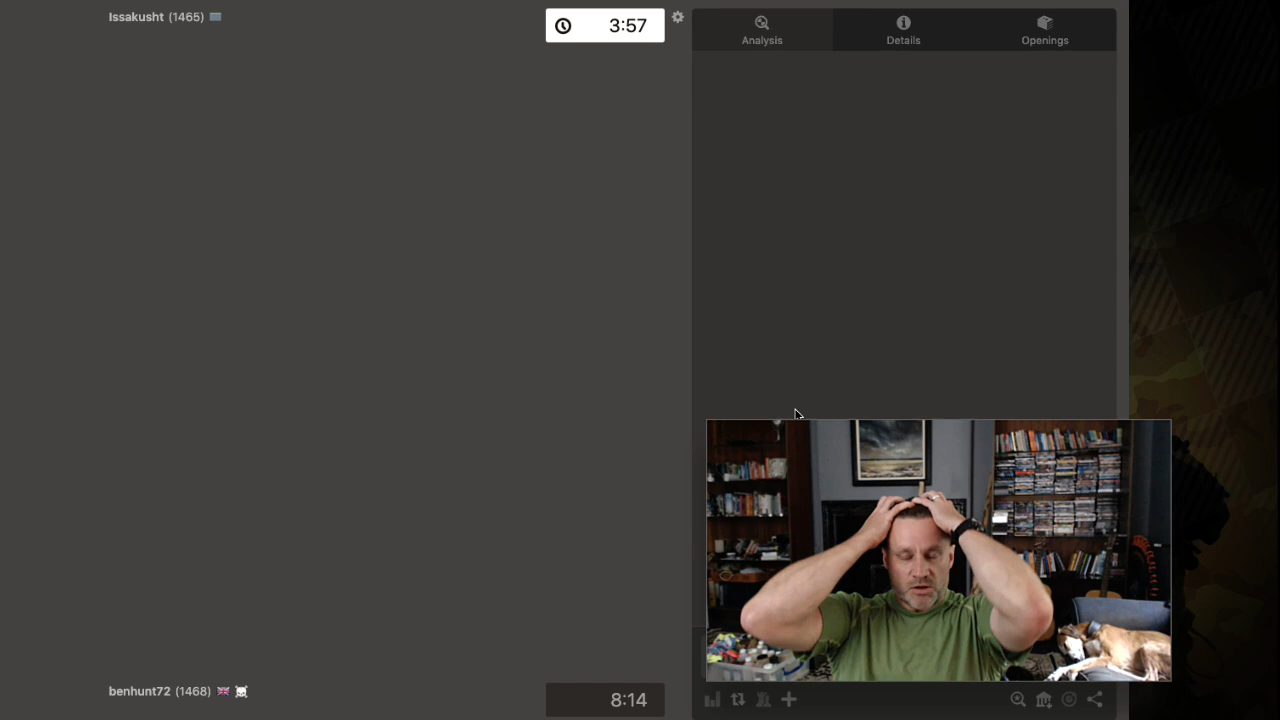 Issakusht (1465)
3:57
Analysis
Details
Openings
benhunt72 (1468)
8:14